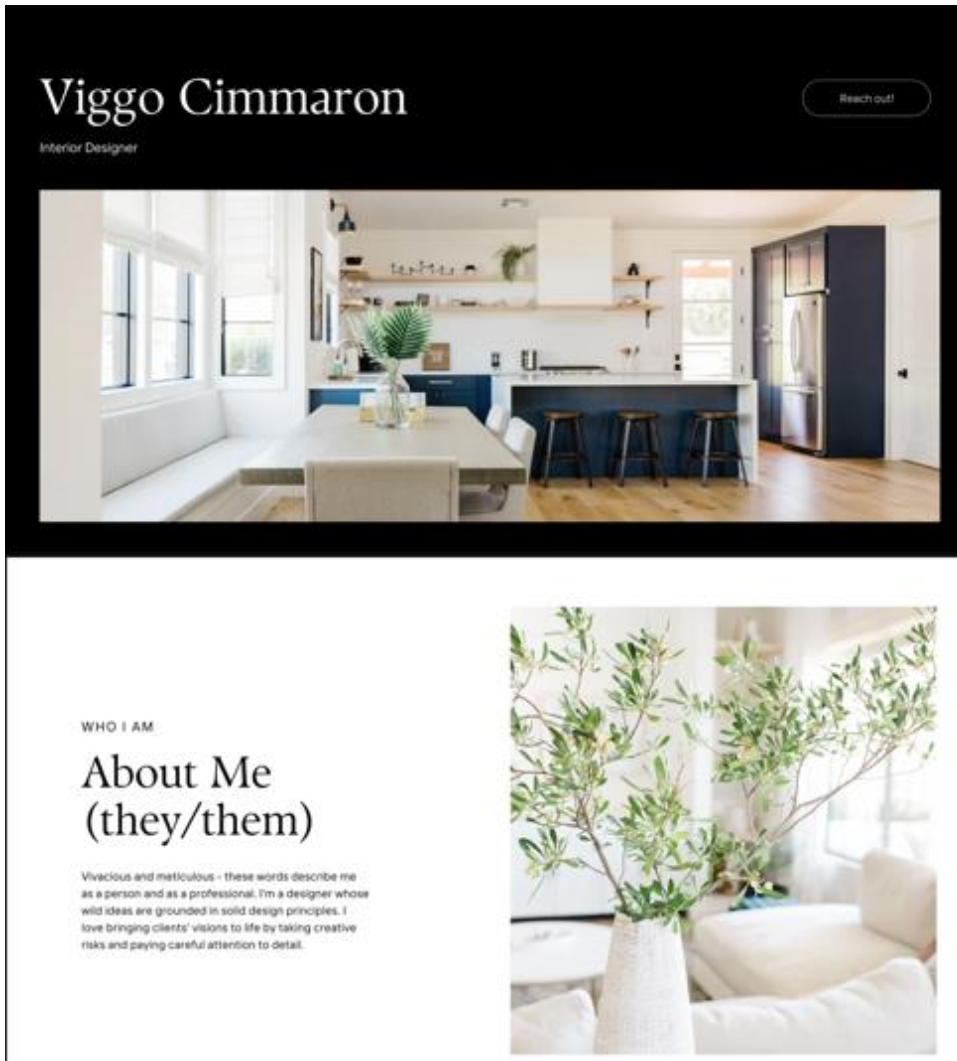 Viggo Cimmaron
Reach out!
Interior Designer
WHO I AM
About Me
(they/them)
Vivacious and meticulous - these words describe me
as a person and as a professional. I'm a designer whose
wild ideas are grounded in solid design principles. I
love bringing clients' visions to life by taking creative
risks and paying careful attention to detail.